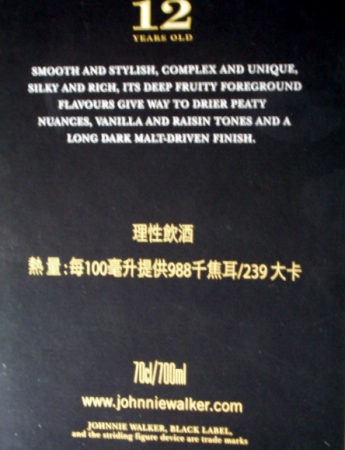 12
YEARS OLD
SMOOTH AND STYLISH, COMPLEX AND UNIQUE,
SILKY AND RICH, ITS DEEP FRUITY FOREGROUND
FLAVOURS GIVE WAY TO DRIER PEATY
NUANCES, VANILLA AND RAISIN TONES AND A
LONG DARK MALT-DRIVEN FINISH.
理性飲酒
熱量:每100毫升提供988千焦耳/239大卡
70cl/700ml
www.johnniewalker.com
JOHNNIE WALKER, BLACK LABEL,
and the striding figure device are trade marks